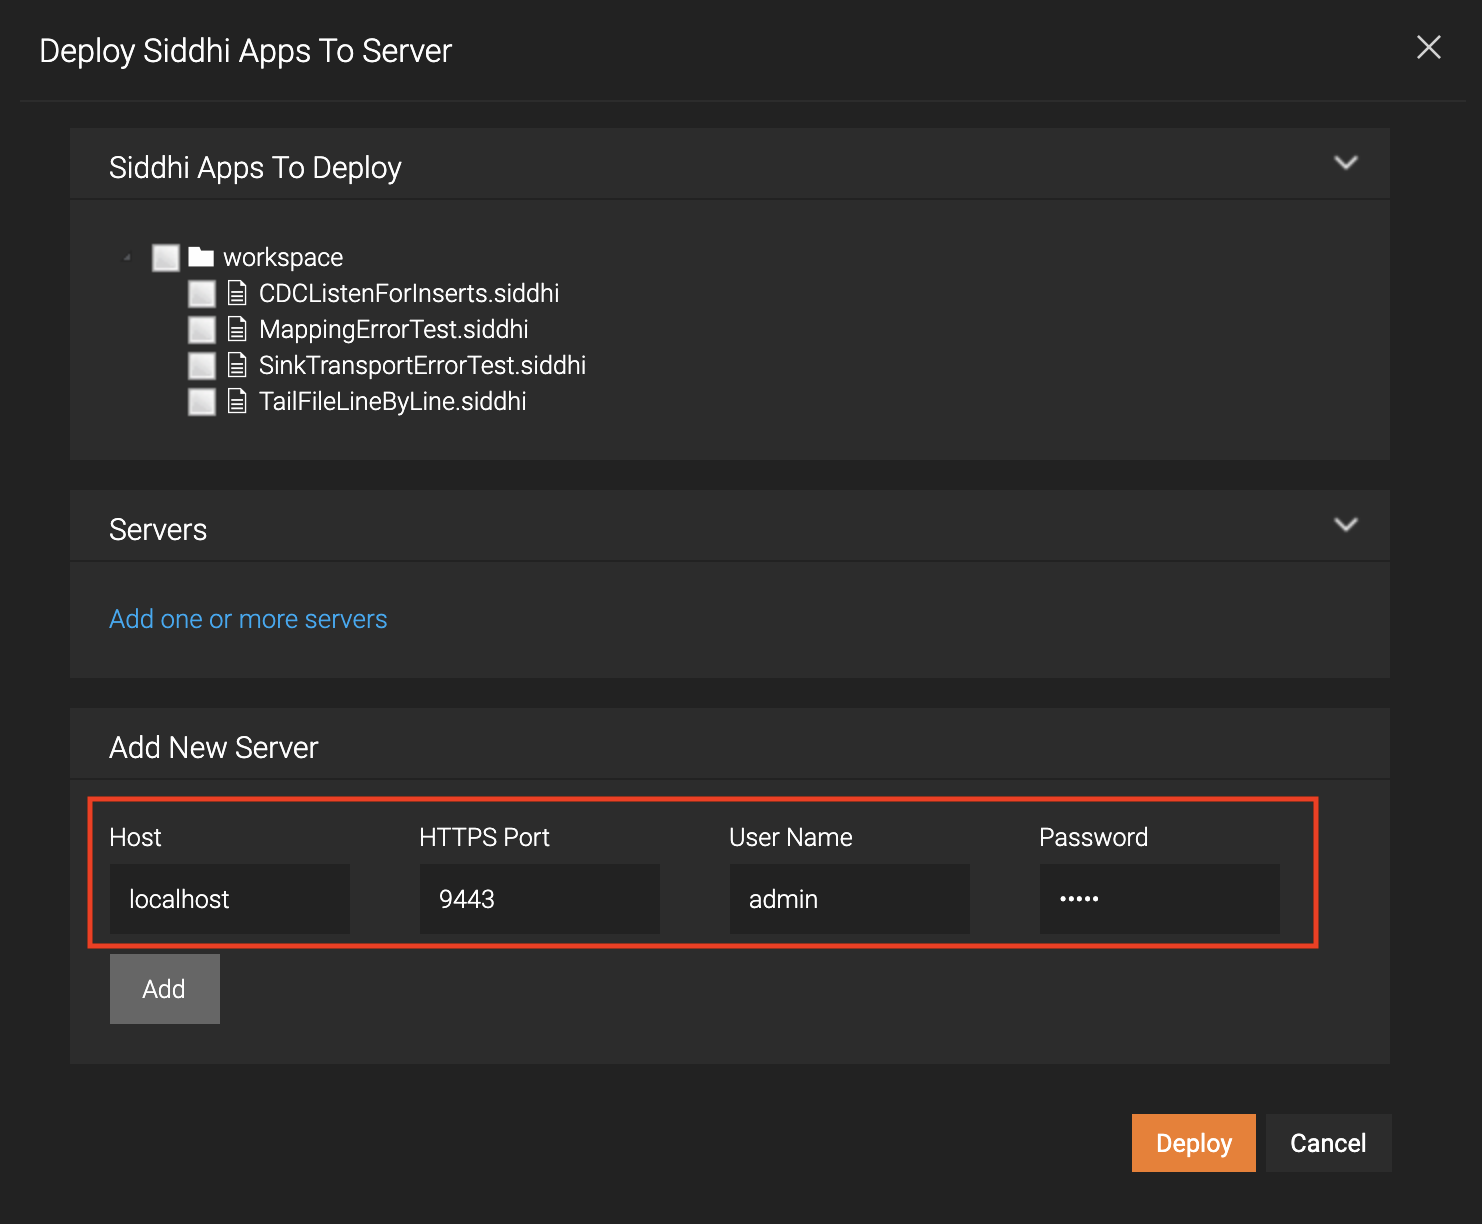 Deploy Siddhi Apps To Server
Siddhi Apps To Deploy
workspace
CDCListenForInserts.siddhi
MappingErrorTest.siddhi
SinkTransportErrorTest.siddhi
TailFileLineByLine.siddhi
Servers
Add one or more servers
Add New Server
Host HTTPS Port User Name Password
localhost 9443 admin •••••
Add
Deploy Cancel